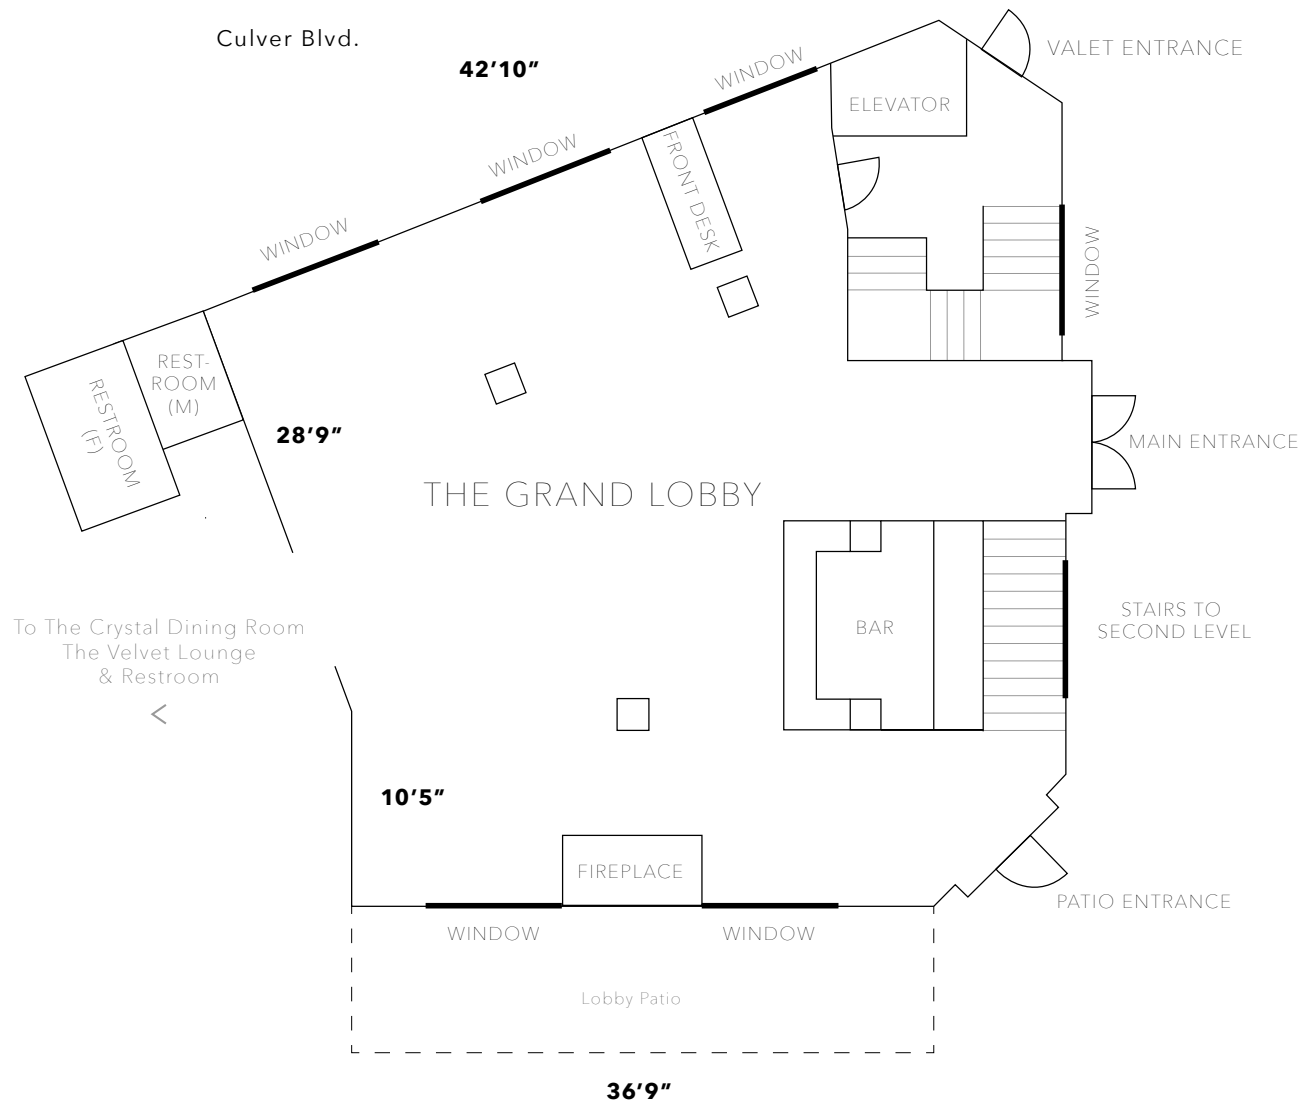 Culver Blvd.
42’10”
WINDOW
VALET ENTRANCE
ELEVATOR
WINDOW
FRONT DESK
WINDOW
WINDOW
REST-
ROOM
(M)
RESTROOM
(F)
28’9”
MAIN ENTRANCE
THE GRAND LOBBY
To The Crystal Dining Room
The Velvet Lounge
& Restroom
<
BAR
STAIRS TO
SECOND LEVEL
10’5”
FIREPLACE
PATIO ENTRANCE
WINDOW
WINDOW
Lobby Patio
36’9”